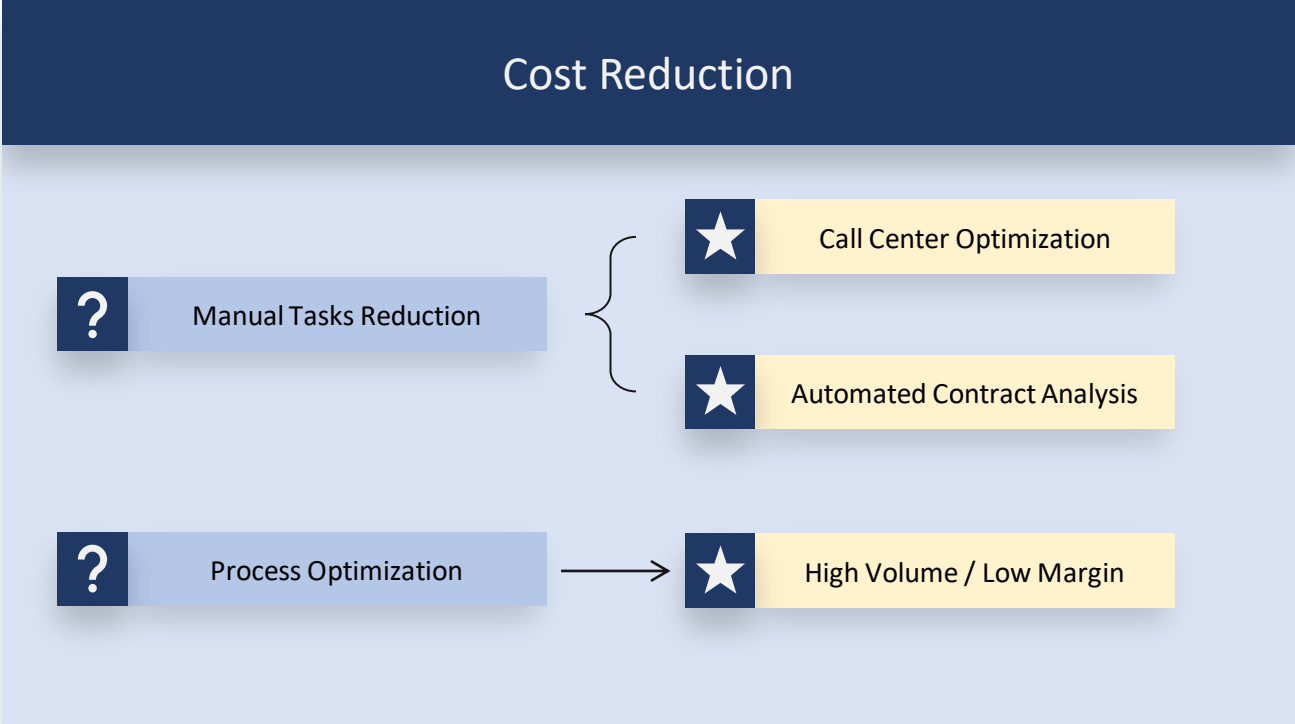 Cost Reduction
Call Center Optimization
Manual Tasks Reduction
Automated Contract Analysis
Process Optimization
High Volume / Low Margin